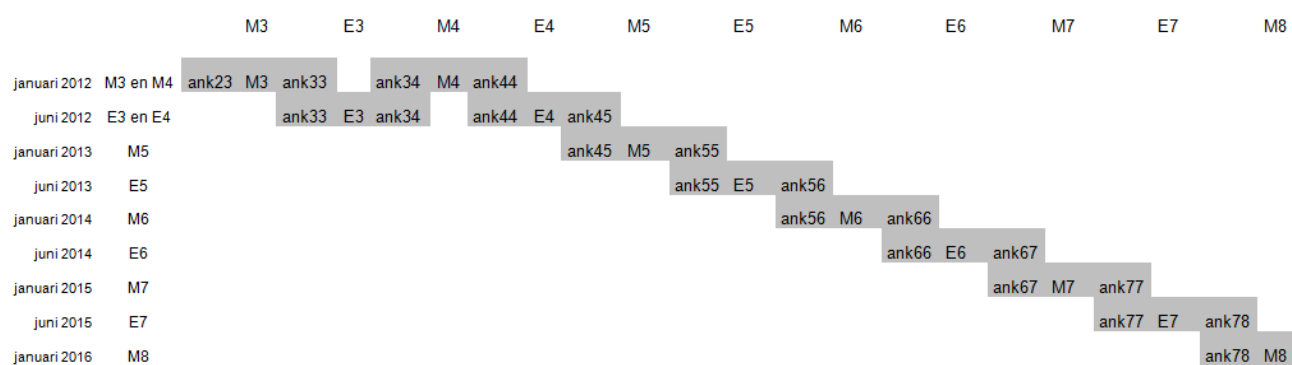 M3 E3 M4 E4 M5 E5 M6 E6 M7 E7 M8
januari 2012 M3 en M4 ank23 M3 ank33 ank34 M4 ank44
juni 2012 E3 en E4 ank33 E3 ank34 ank44 E4 ank45
januari 2013 M5 ank45 M5 ank55
juni 2013 E5 ank55 E5 ank56
januari 2014 M6 ank56 M6 ank66
juni 2014 E6 ank66 E6 ank67
januari 2015 M7 ank67 M7 ank77
juni 2015 E7 ank77 E7 ank78
januari 2016 M8 ank78 M8